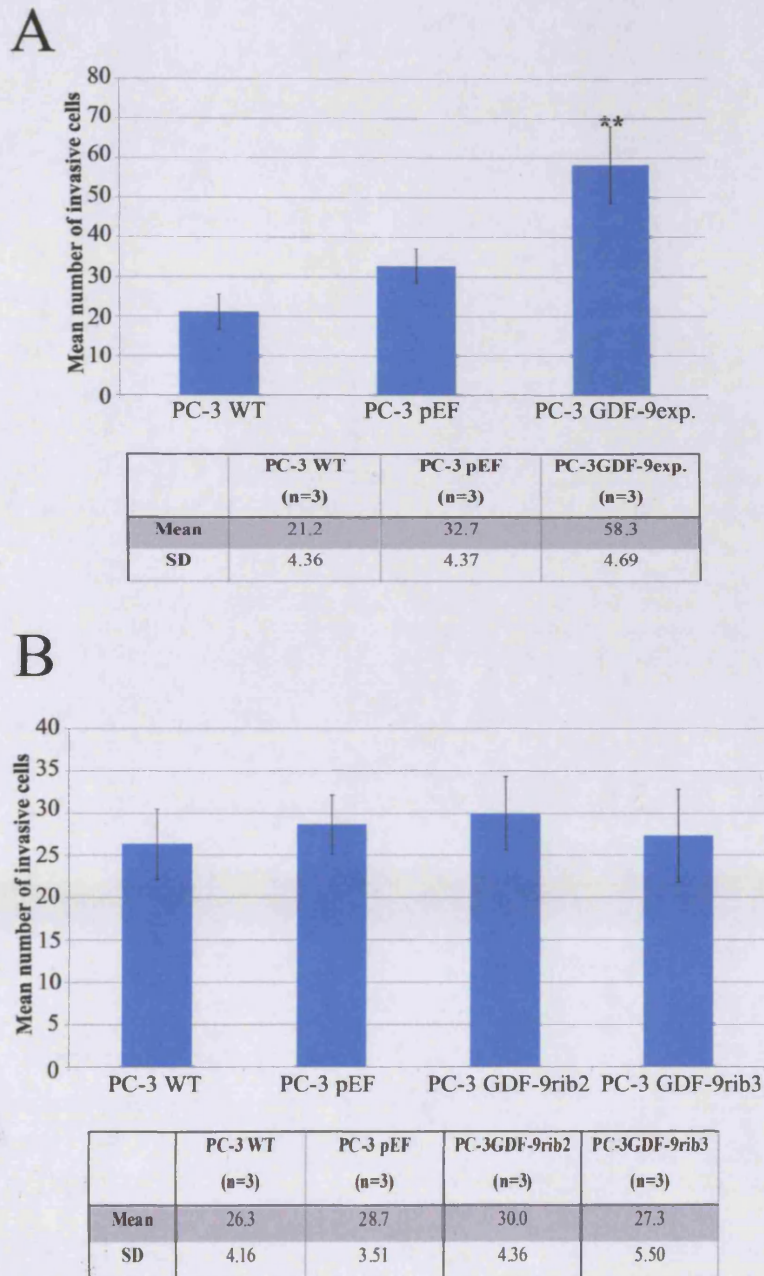 A
Mean number of invasive cells
80
70
60
50
40
30
20
10
0
**
PC-3 WT PC-3 pEF PC-3 GDF-9exp.
PC-3 WT PC-3 pEF PC-3GDF-9exp.
(n=3) (n=3) (n=3)
Mean 21.2 32.7 58.3
SD 4.36 4.37 4.69
B
Mean number of invasive cells
40
35
30
25
20
15
10
5
0
PC-3 WT PC-3 pEF PC-3 GDF-9rib2 PC-3 GDF-9rib3
PC-3 WT PC-3 pEF PC-3GDF-9rib2 PC-3GDF-9rib3
(n=3) (n=3) (n=3) (n=3)
Mean 26.3 28.7 30.0 27.3
SD 4.16 3.51 4.36 5.50